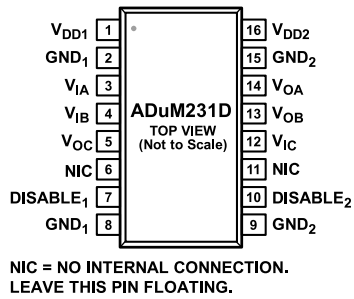 VDD1 1 16 VDD2
GND1 2 15 GND2
VIA 3 14 VOA
VIB 4 ADuM231D 13 VOB
TOP VIEW
VOC 5 (Not to Scale) 12 VIC
NIC 6 11 NIC
DISABLE1 7 10 DISABLE2
GND1 8 9 GND2
NIC = NO INTERNAL CONNECTION.
LEAVE THIS PIN FLOATING.